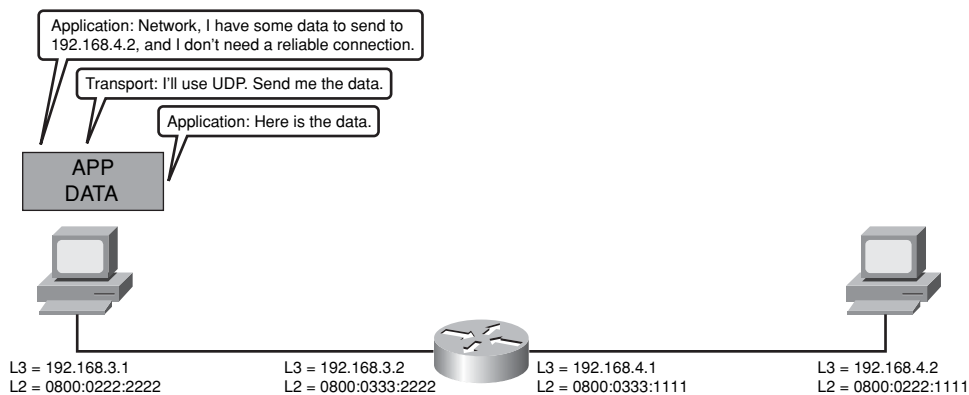 Application: Network, I have some data to send to
192.168.4.2, and I don't need a reliable connection.
Transport: I'll use UDP. Send me the data.
Application: Here is the data.
APP
DATA
L3 = 192.168.3.1
L2 = 0800:0222:2222
L3 = 192.168.3.2
L2 = 0800:0333:2222
L3 = 192.168.4.1
L2 = 0800:0333:1111
L3 = 192.168.4.2
L2 = 0800:0222:1111